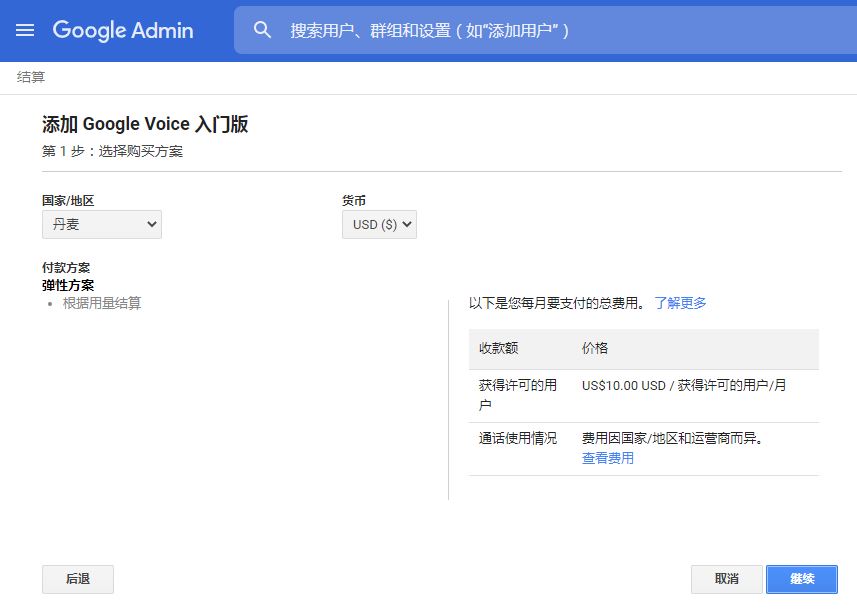 Google Admin
搜索用户、群组和设置（如“添加用户”）
结算
添加 Google Voice 入门版
第 1 步：选择购买方案
国家/地区
货币
丹麦
USD ($)
付款方案
弹性方案
根据用量结算
以下是您每月要支付的总费用。 了解更多
收款额
价格
获得许可的用
户
US$10.00 USD / 获得许可的用户/月
通话使用情况
费用因国家/地区和运营商而异。
查看费用
后退
取消
继续